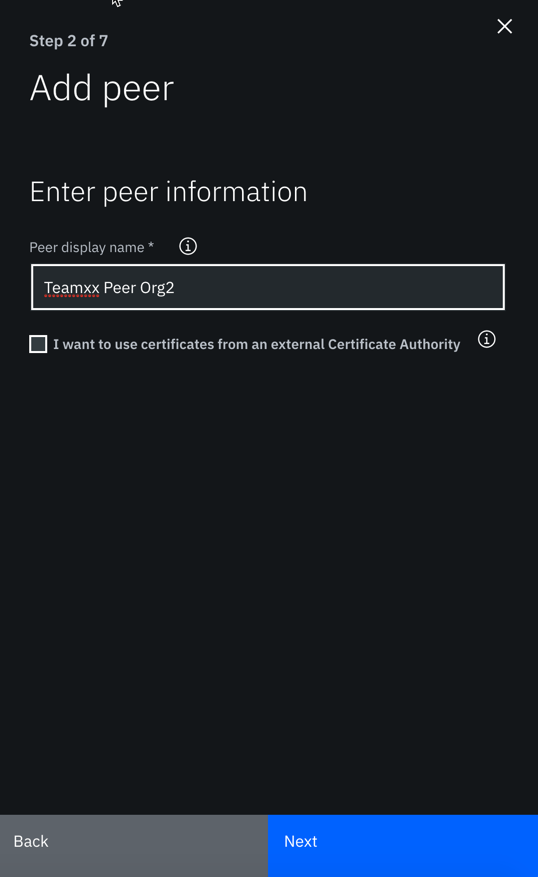 Step 2 of 7
Add peer
Enter peer information
Peer display name *
Teamxx Peer Org2
I want to use certificates from an external Certificate Authority
Back
Next